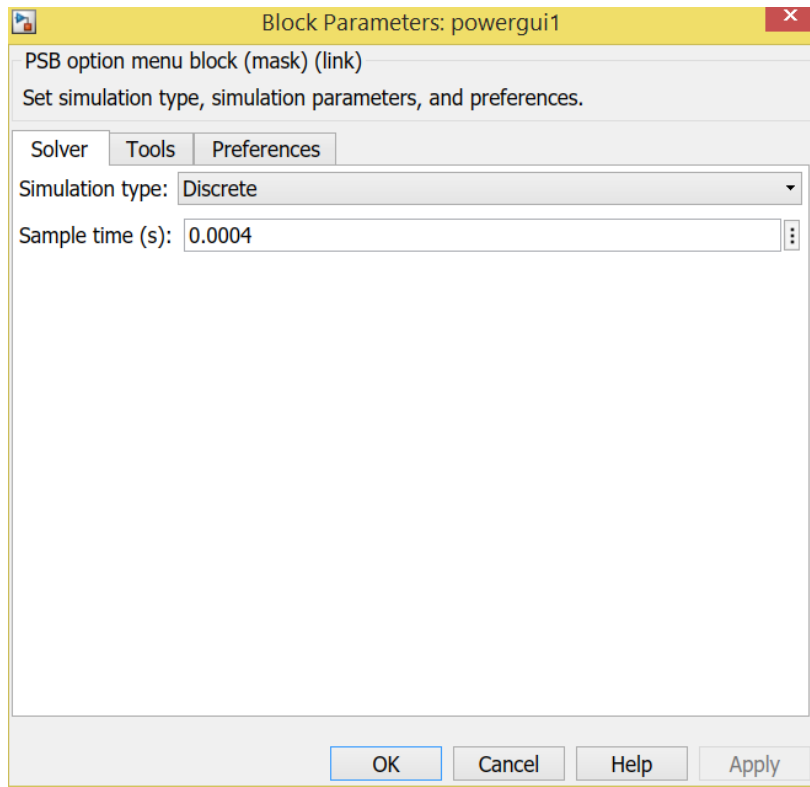 Block Parameters: powergui1
PSB option menu block (mask) (link)
Set simulation type, simulation parameters, and preferences.
Solver Tools Preferences
Simulation type: Discrete
Sample time (s): 0.0004
OK Cancel Help Apply